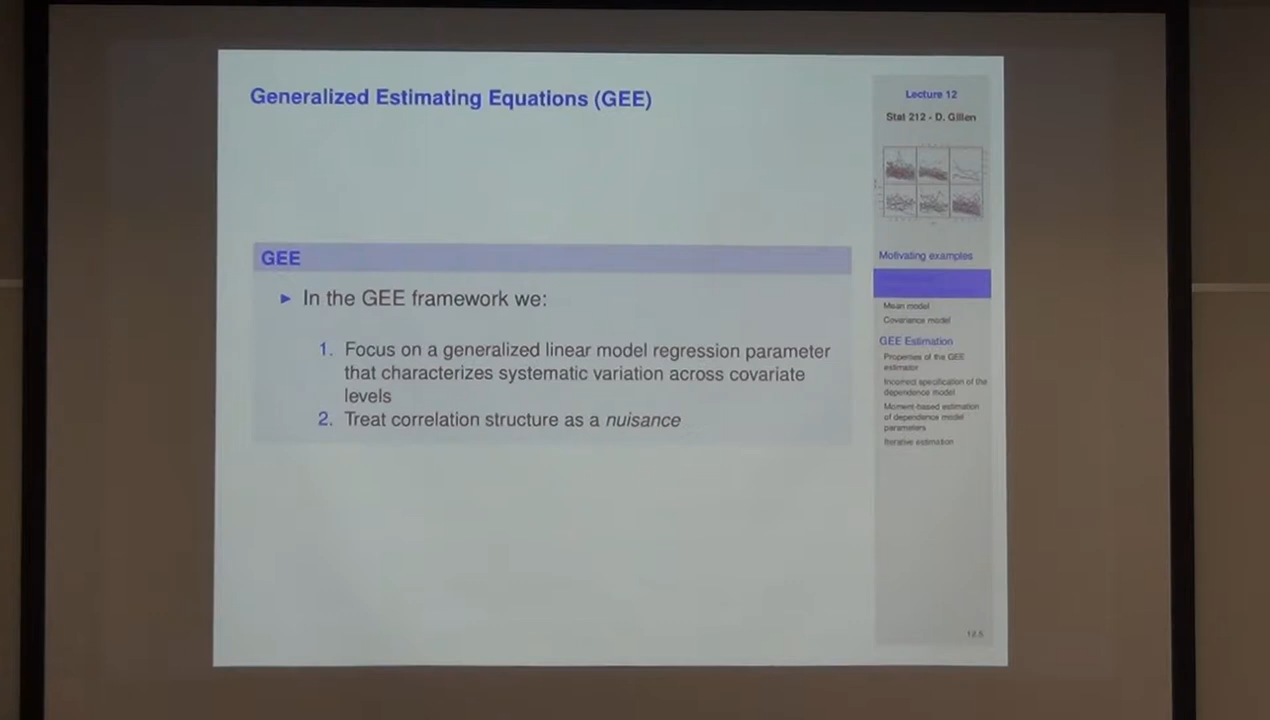 Generalized Estimating Equations (GEE)
Lecture 12
Stat 212 - D. Gillen
GEE
► In the GEE framework we:
1. Focus on a generalized linear model regression parameter
that characterizes systematic variation across covariate
levels
2. Treat correlation structure as a nuisance
Motivating examples
Mean model
Covariance model
GEE Estimation
Properties of the GEE
estimator
Incorrect specification of the
dependence model
Moment-based estimation
of dependence model
parameters
Iterative estimation
12.5